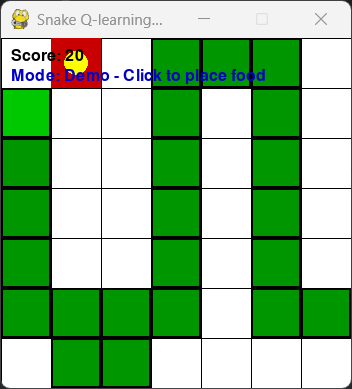 Snake Q-learning...
Score: 20
Mode: Demo - Click to place food